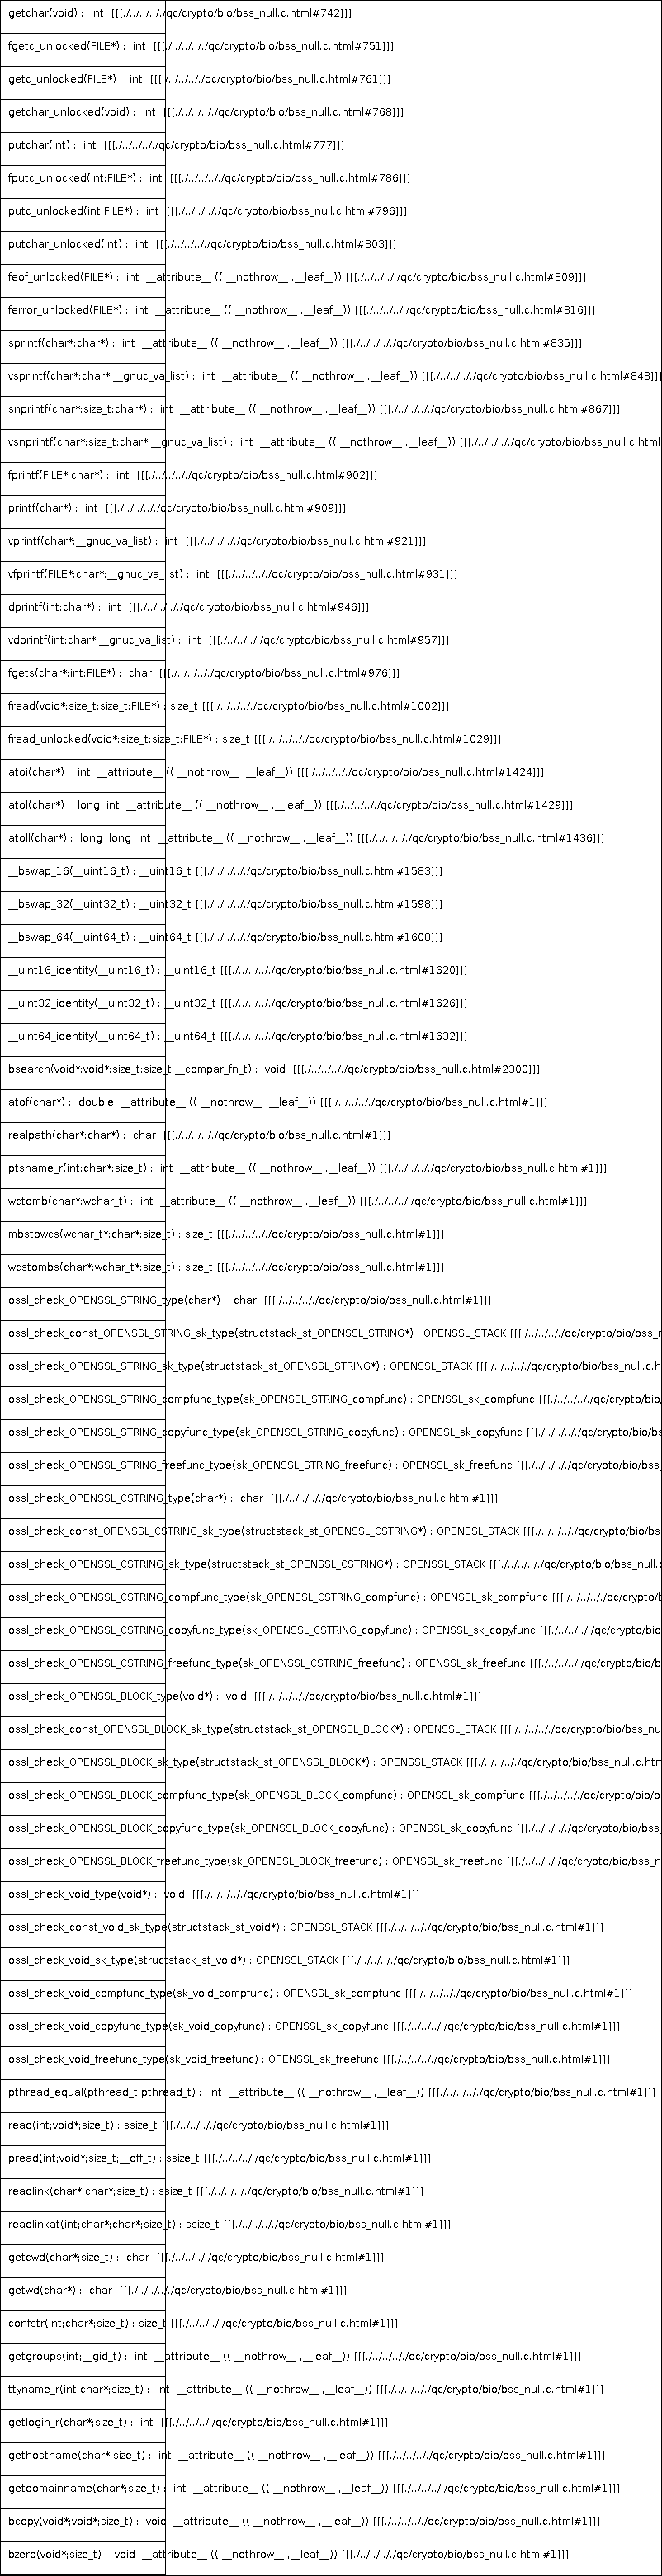 getchar(void) : int [[[./../../../qc/crypto/bio/bss_null.c.html#742]]]
fgetc_unlocked(FILE*) : int [[[./../../../qc/crypto/bio/bss_null.c.html#751]]]
getc_unlocked(FILE*) : int [[[./../../../qc/crypto/bio/bss_null.c.html#761]]]
getchar_unlocked(void) : int [[[./../../../qc/crypto/bio/bss_null.c.html#768]]]
putchar(int) : int [[[./../../../qc/crypto/bio/bss_null.c.html#777]]]
fputc_unlocked(int;FILE*) : int [[[./../../../qc/crypto/bio/bss_null.c.html#786]]]
putc_unlocked(int;FILE*) : int [[[./../../../qc/crypto/bio/bss_null.c.html#796]]]
putchar_unlocked(int) : int [[[./../../../qc/crypto/bio/bss_null.c.html#803]]]
feof_unlocked(FILE*) : int __attribute__ (( __nothrow__ ,__leaf__)) [[[./../../../qc/crypto/bio/bss_null.c.html#809]]]
ferror_unlocked(FILE*) : int __attribute__ (( __nothrow__ ,__leaf__)) [[[./../../../qc/crypto/bio/bss_null.c.html#816]]]
sprintf(char*;char*) : int __attribute__ (( __nothrow__ ,__leaf__)) [[[./../../../qc/crypto/bio/bss_null.c.html#835]]]
vsprintf(char*;char*;__gnuc_va_list) : int __attribute__ (( __nothrow__ ,__leaf__)) [[[./../../../qc/crypto/bio/bss_null.c.html#848]]]
snprintf(char*;size_t;char*) : int __attribute__ (( __nothrow__ ,__leaf__)) [[[./../../../qc/crypto/bio/bss_null.c.html#867]]]
vsnprintf(char*;size_t;char*;__gnuc_va_list) : int __attribute__ (( __nothrow__ ,__leaf__)) [[[./../../../qc/crypto/bio/bss_null.c.html
fprintf(FILE*;char*) : int [[[./../../../qc/crypto/bio/bss_null.c.html#902]]]
printf(char*) : int [[[./../../../qc/crypto/bio/bss_null.c.html#909]]]
vprintf(char*;__gnuc_va_list) : int [[[./../../../qc/crypto/bio/bss_null.c.html#921]]]
vfprintf(FILE*;char*;__gnuc_va_list) : int [[[./../../../qc/crypto/bio/bss_null.c.html#931]]]
dprintf(int;char*) : int [[[./../../../qc/crypto/bio/bss_null.c.html#946]]]
vdprintf(int;char*;__gnuc_va_list) : int [[[./../../../qc/crypto/bio/bss_null.c.html#957]]]
fgets(char*;int;FILE*) : char [[[./../../../qc/crypto/bio/bss_null.c.html#976]]]
fread(void*;size_t;size_t;FILE*) : size_t [[[./../../../qc/crypto/bio/bss_null.c.html#1002]]]
fread_unlocked(void*;size_t;size_t;FILE*) : size_t [[[./../../../qc/crypto/bio/bss_null.c.html#1029]]]
atoi(char*) : int __attribute__ (( __nothrow__ ,__leaf__)) [[[./../../../qc/crypto/bio/bss_null.c.html#1424]]]
atol(char*) : long int __attribute__ (( __nothrow__ ,__leaf__)) [[[./../../../qc/crypto/bio/bss_null.c.html#1429]]]
atoll(char*) : long long int __attribute__ (( __nothrow__ ,__leaf__)) [[[./../../../qc/crypto/bio/bss_null.c.html#1436]]]
__bswap_16(__uint16_t) : __uint16_t [[[./../../../qc/crypto/bio/bss_null.c.html#1583]]]
__bswap_32(__uint32_t) : __uint32_t [[[./../../../qc/crypto/bio/bss_null.c.html#1598]]]
__bswap_64(__uint64_t) : __uint64_t [[[./../../../qc/crypto/bio/bss_null.c.html#1608]]]
__uint16_identity(__uint16_t) : __uint16_t [[[./../../../qc/crypto/bio/bss_null.c.html#1620]]]
__uint32_identity(__uint32_t) : __uint32_t [[[./../../../qc/crypto/bio/bss_null.c.html#1626]]]
__uint64_identity(__uint64_t) : __uint64_t [[[./../../../qc/crypto/bio/bss_null.c.html#1632]]]
bsearch(void*;void*;size_t;size_t;__compar_fn_t) : void [[[./../../../qc/crypto/bio/bss_null.c.html#2300]]]
atof(char*) : double __attribute__ (( __nothrow__ ,__leaf__)) [[[./../../../qc/crypto/bio/bss_null.c.html#1]]]
realpath(char*;char*) : char [[[./../../../qc/crypto/bio/bss_null.c.html#1]]]
ptsname_r(int;char*;size_t) : int __attribute__ (( __nothrow__ ,__leaf__)) [[[./../../../qc/crypto/bio/bss_null.c.html#1]]]
wctomb(char*;wchar_t) : int __attribute__ (( __nothrow__ ,__leaf__)) [[[./../../../qc/crypto/bio/bss_null.c.html#1]]]
mbstowcs(wchar_t*;char*;size_t) : size_t [[[./../../../qc/crypto/bio/bss_null.c.html#1]]]
wcstombs(char*;wchar_t*;size_t) : size_t [[[./../../../qc/crypto/bio/bss_null.c.html#1]]]
ossl_check_OPENSSL_STRING_type(char*) : char [[[./../../../qc/crypto/bio/bss_null.c.html#1]]]
ossl_check_const_OPENSSL_STRING_sk_type(structstack_st_OPENSSL_STRING*) : OPENSSL_STACK [[[./../../../qc/crypto/bio/bss_r
ossl_check_OPENSSL_STRING_sk_type(structstack_st_OPENSSL_STRING*) : OPENSSL_STACK [[[./../../../qc/crypto/bio/bss_null.c.h
ossl_check_OPENSSL_STRING_compfunc_type(sk_OPENSSL_STRING_compfunc) : OPENSSL_sk_compfunc [[[./../../../qc/crypto/bio,
ossl_check_OPENSSL_STRING_copyfunc_type(sk_OPENSSL_STRING_copyfunc) : OPENSSL_sk_copyfunc [[[./../../../qc/crypto/bio/bs
ossl_check_OPENSSL_STRING_freefunc_type(sk_OPENSSL_STRING_freefunc) : OPENSSL_sk_freefunc [[[./../../../qc/crypto/bio/bss_
ossl_check_OPENSSL_CSTRING_type(char*) : char [[[./../../../qc/crypto/bio/bss_null.c.html#1]]]
ossl_check_const_OPENSSL_CSTRING_sk_type(structstack_st_OPENSSL_CSTRING*) : OPENSSL_STACK [[[./../../../qc/crypto/bio/bs
ossl_check_OPENSSL_CSTRING_sk_type(structstack_st_OPENSSL_CSTRING*) : OPENSSL_STACK [[[./../../../qc/crypto/bio/bss_null.c
ossl_check_OPENSSL_CSTRING_compfunc_type(sk_OPENSSL_CSTRING_compfunc) : OPENSSL_sk_compfunc [[[./../../../qc/crypto/b
ossl_check_OPENSSL_CSTRING_copyfunc_type(sk_OPENSSL_CSTRING_copyfunc) : OPENSSL_sk_copyfunc [[[./../../../qc/crypto/bio
ossl_check_OPENSSL_CSTRING_freefunc_type(sk_OPENSSL_CSTRING_freefunc) : OPENSSL_sk_freefunc [[[./../../../qc/crypto/bio/b
ossl_check_OPENSSL_BLOCK_type(void*) : void [[[./../../../qc/crypto/bio/bss_null.c.html#1]]]
ossl_check_const_OPENSSL_BLOCK_sk_type(structstack_st_OPENSSL_BLOCK*) : OPENSSL_STACK [[[./../../../qc/crypto/bio/bss_nu
ossl_check_OPENSSL_BLOCK_sk_type(structstack_st_OPENSSL_BLOCK*) : OPENSSL_STACK [[[./../../../qc/crypto/bio/bss_null.c.htm
ossl_check_OPENSSL_BLOCK_compfunc_type(sk_OPENSSL_BLOCK_compfunc) : OPENSSL_sk_compfunc [[[./../../../qc/crypto/bio/b
ossl_check_OPENSSL_BLOCK_copyfunc_type(sk_OPENSSL_BLOCK_copyfunc) : OPENSSL_sk_copyfunc [[[./../../../qc/crypto/bio/bss_
ossl_check_OPENSSL_BLOCK_freefunc_type(sk_OPENSSL_BLOCK_freefunc) : OPENSSL_sk_freefunc [[[./../../../qc/crypto/bio/bss_n
ossl_check_void_type(void*) : void [[[./../../../qc/crypto/bio/bss_null.c.html#1]]]
ossl_check_const_void_sk_type(structstack_st_void*) : OPENSSL_STACK [[[./../../../qc/crypto/bio/bss_null.c.html#1]]]
ossl_check_void_sk_type(structstack_st_void*) : OPENSSL_STACK [[[./../../../qc/crypto/bio/bss_null.c.html#1]]]
ossl_check_void_compfunc_type(sk_void_compfunc) : OPENSSL_sk_compfunc [[[./../../../qc/crypto/bio/bss_null.c.html#1]]]
ossl_check_void_copyfunc_type(sk_void_copyfunc) : OPENSSL_sk_copyfunc [[[./../../../qc/crypto/bio/bss_null.c.html#1]]]
ossl_check_void_freefunc_type(sk_void_freefunc) : OPENSSL_sk_freefunc [[[./../../../qc/crypto/bio/bss_null.c.html#1]]]
pthread_equal(pthread_t;pthread_t) : int __attribute__ (( __nothrow__ ,__leaf__)) [[[./../../../qc/crypto/bio/bss_null.c.html#1]]]
read(int;void*;size_t) : ssize_t [[[./../../../qc/crypto/bio/bss_null.c.html#1]]]
pread(int;void*;size_t;__off_t) : ssize_t [[[./../../../qc/crypto/bio/bss_null.c.html#1]]]
readlink(char*;char*;size_t) : ssize_t [[[./../../../qc/crypto/bio/bss_null.c.html#1]]]
readlinkat(int;char*;char*;size_t) : ssize_t [[[./../../../qc/crypto/bio/bss_null.c.html#1]]]
getcwd(char*;size_t) : char [[[./../../../qc/crypto/bio/bss_null.c.html#1]]]
getwd(char*) : char [[[./../../../qc/crypto/bio/bss_null.c.html#1]]]
confstr(int;char*;size_t) : size_t [[[./../../../qc/crypto/bio/bss_null.c.html#1]]]
getgroups(int;__gid_t) : int __attribute__ (( __nothrow__ ,__leaf__)) [[[./../../../qc/crypto/bio/bss_null.c.html#1]]]
ttyname_r(int;char*;size_t) : int __attribute__ (( __nothrow__ ,__leaf__)) [[[./../../../qc/crypto/bio/bss_null.c.html#1]]]
getlogin_r(char*;size_t) : int [[[./../../../qc/crypto/bio/bss_null.c.html#1]]]
gethostname(char*;size_t) : int __attribute__ (( __nothrow__ ,__leaf__)) [[[./../../../qc/crypto/bio/bss_null.c.html#1]]]
getdomainname(char*;size_t) : int __attribute__ (( __nothrow__ ,__leaf__)) [[[./../../../qc/crypto/bio/bss_null.c.html#1]]]
bcopy(void*;void*;size_t) : void __attribute__ (( __nothrow__ ,__leaf__)) [[[./../../../qc/crypto/bio/bss_null.c.html#1]]]
bzero(void*;size_t) : void __attribute__ (( __nothrow__ ,__leaf__)) [[[./../../../qc/crypto/bio/bss_null.c.html#1]]]